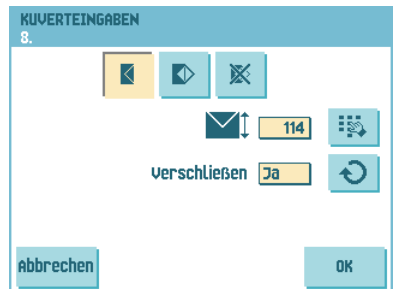 KUVERTEINGABEN
8.
114
Verschließen Ja
Abbrechen OK